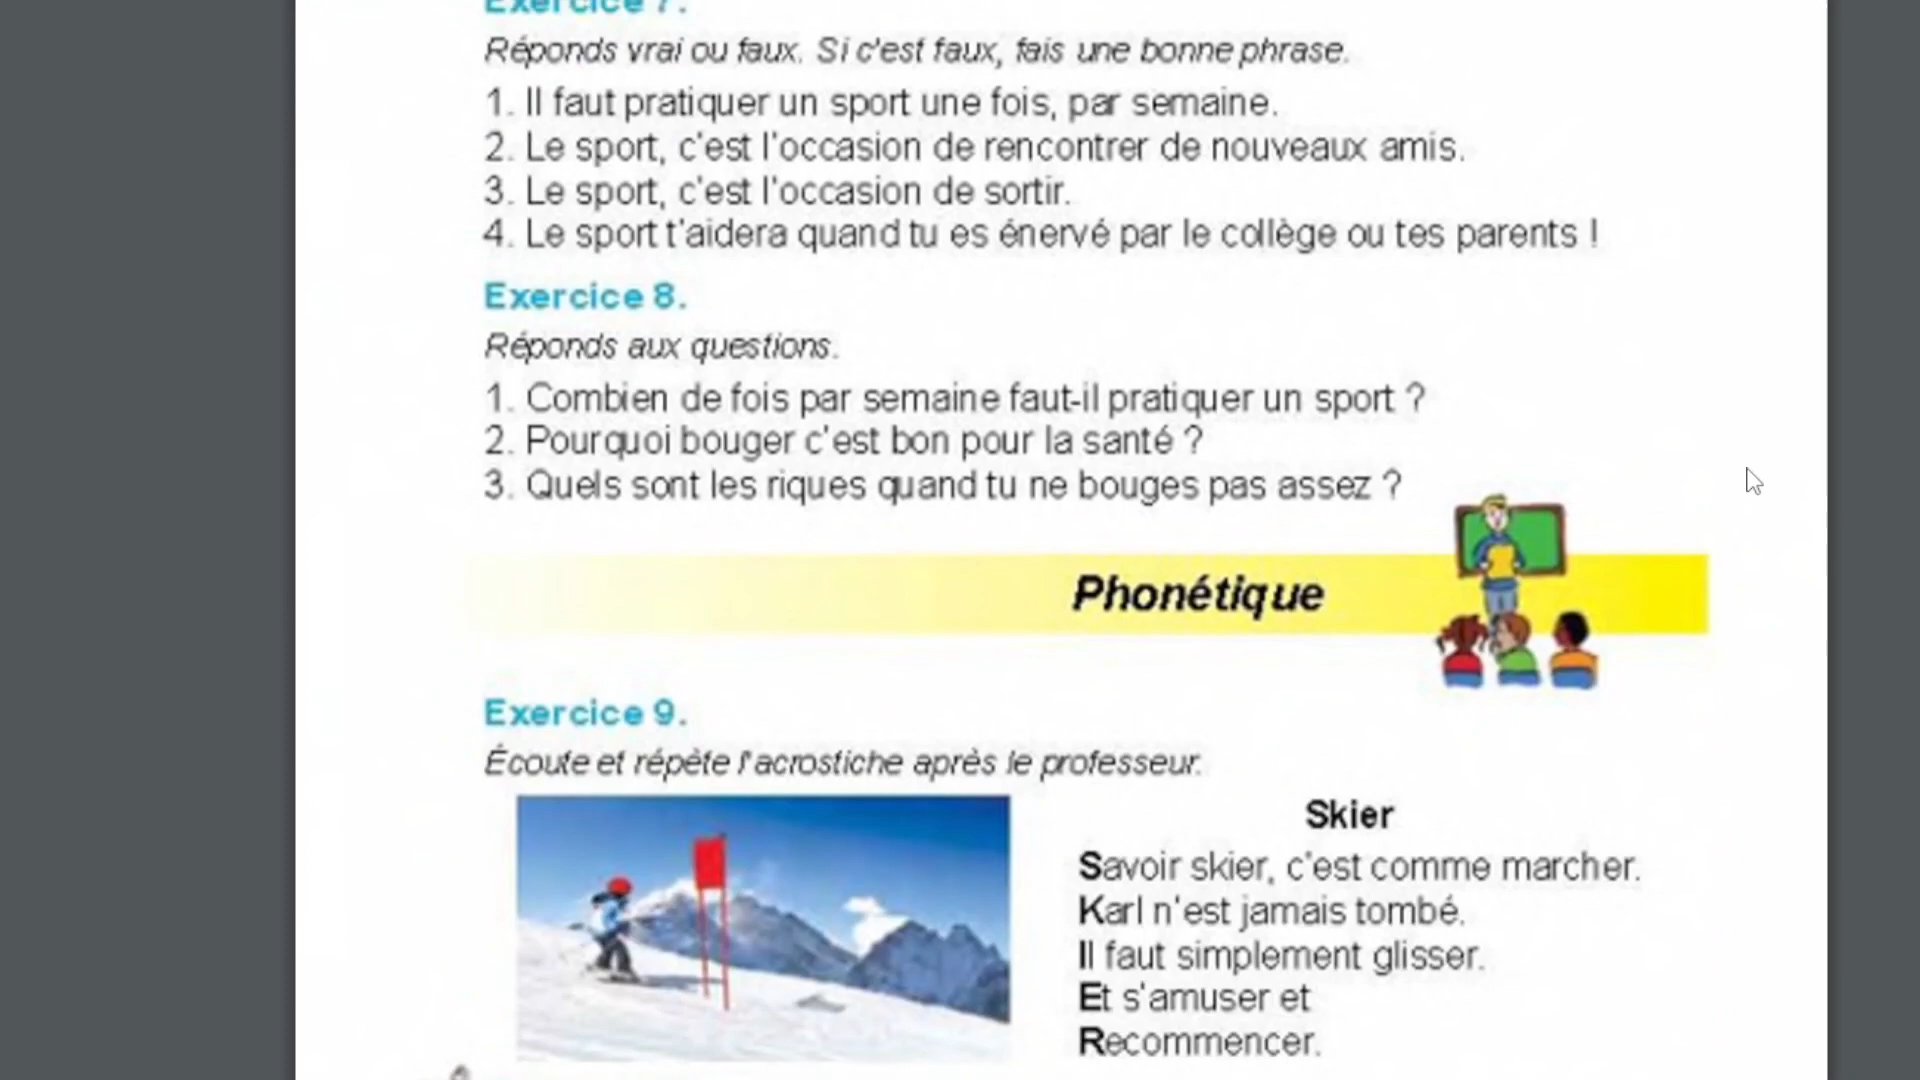 Exercice 7.
Réponds vrai ou faux. Si c'est faux, fais une bonne phrase.
1. Il faut pratiquer un sport une fois, par semaine.
2. Le sport, c'est l'occasion de rencontrer de nouveaux amis.
3. Le sport, c'est l'occasion de sortir.
4. Le sport t'aidera quand tu es énervé par le collège ou tes parents !
Exercice 8.
Réponds aux questions.
1. Combien de fois par semaine faut-il pratiquer un sport ?
2. Pourquoi bouger c'est bon pour la santé ?
3. Quels sont les riques quand tu ne bouges pas assez ?
Phonétique
Exercice 9.
Écoute et répète l'acrostiche après le professeur.
Skier
Savoir skier, c'est comme marcher.
Karl n'est jamais tombé.
Il faut simplement glisser.
Et s'amuser et
Recommencer.